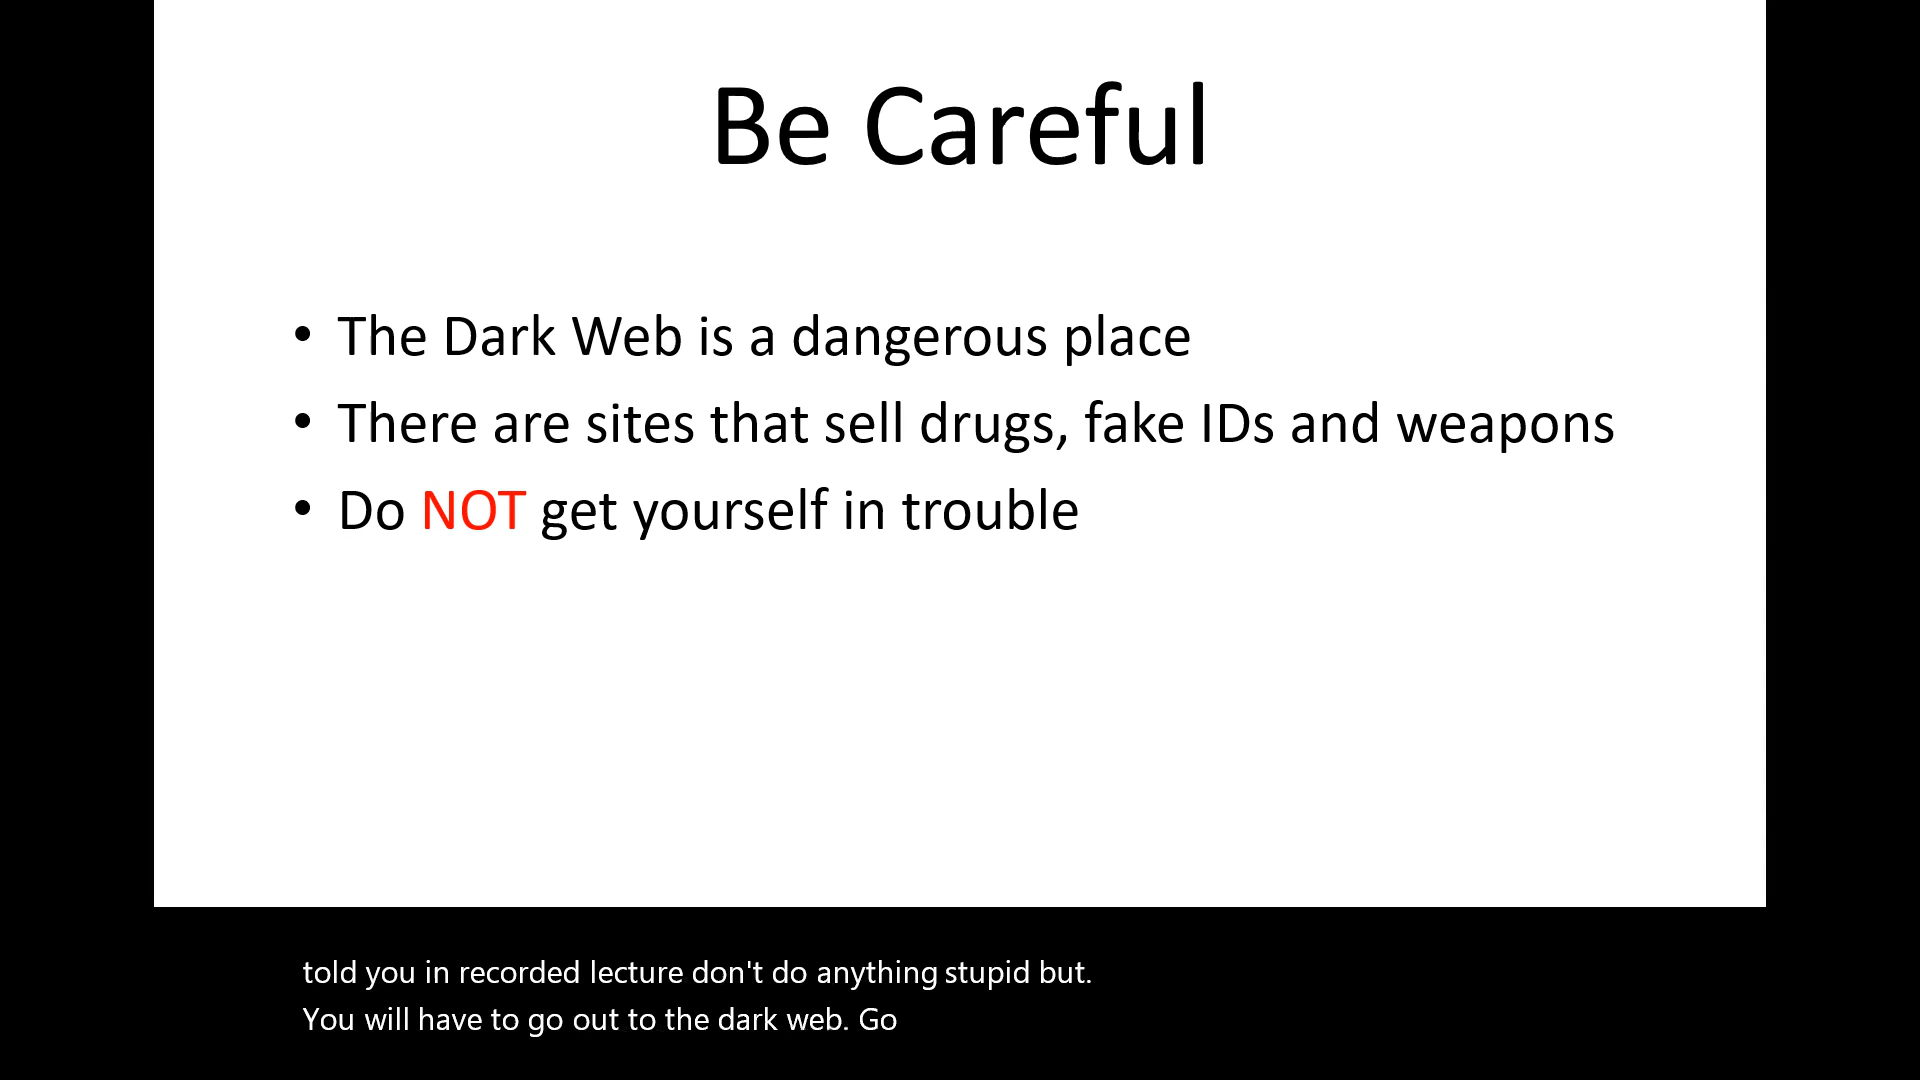 Be Careful
• The Dark Web is a dangerous place
• There are sites that sell drugs, fake IDs and weapons
• Do NOT get yourself in trouble
told you in recorded lecture don't do anything stupid but.
You will have to go out to the dark web. Go